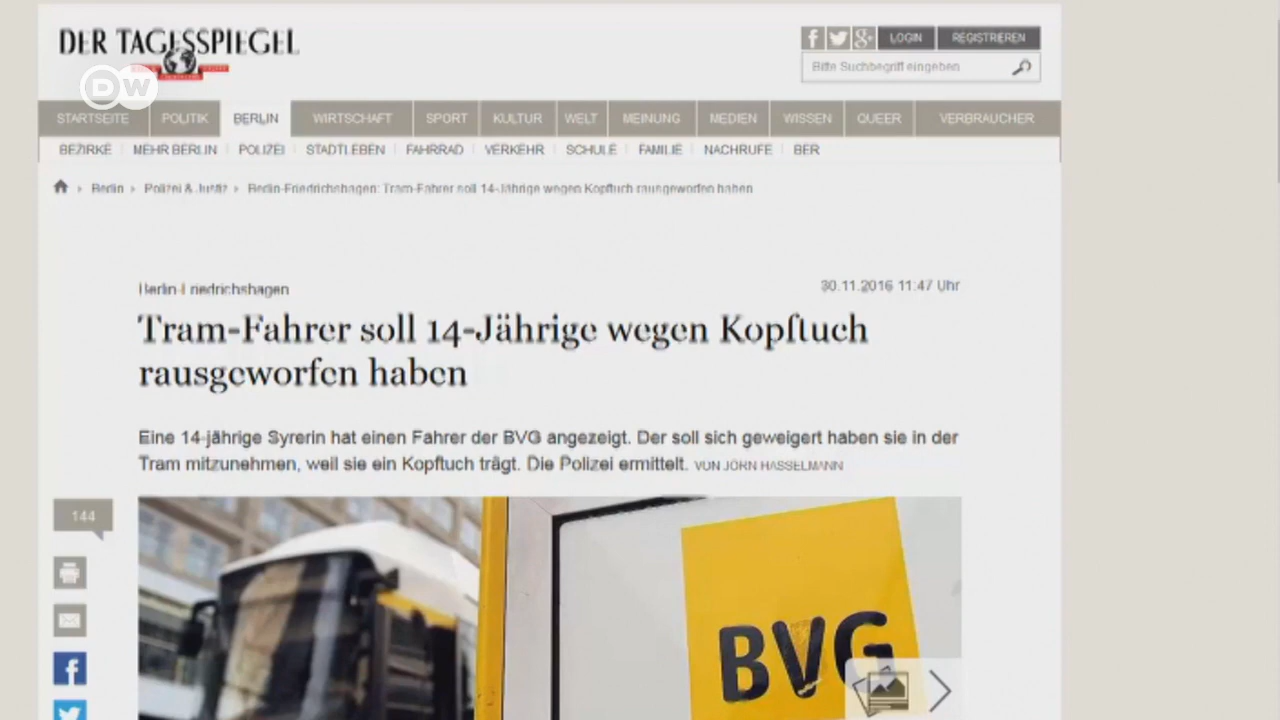 DER TAGESSPIEGEL
DW
LOGIN
REGISTRIEREN
Bitte Suchbegriff eingeben
STARTSEITE POLITIK BERLIN WIRTSCHAFT SPORT KULTUR WELT MEINUNG MEDIEN WISSEN QUEER VERBRAUCHER
BEZIRKE MEHR BERLIN POLIZEI STADTLEBEN FAHRRAD VERKEHR SCHULE FAMILIE NACHRUFE BER
Berlin Polizei & Justiz Berlin-Friedrichshagen: Tram-Fahrer soll 14-Jährige wegen Kopftuch rausgeworfen haben
Berlin-Friedrichshagen
30.11.2016 11:47 Uhr
Tram-Fahrer soll 14-Jährige wegen Kopftuch
rausgeworfen haben
Eine 14-jährige Syrerin hat einen Fahrer der BVG angezeigt. Der soll sich geweigert haben sie in der
Tram mitzunehmen, weil sie ein Kopftuch trägt. Die Polizei ermittelt. VON JÖRN HASSELMANN
144
BVG